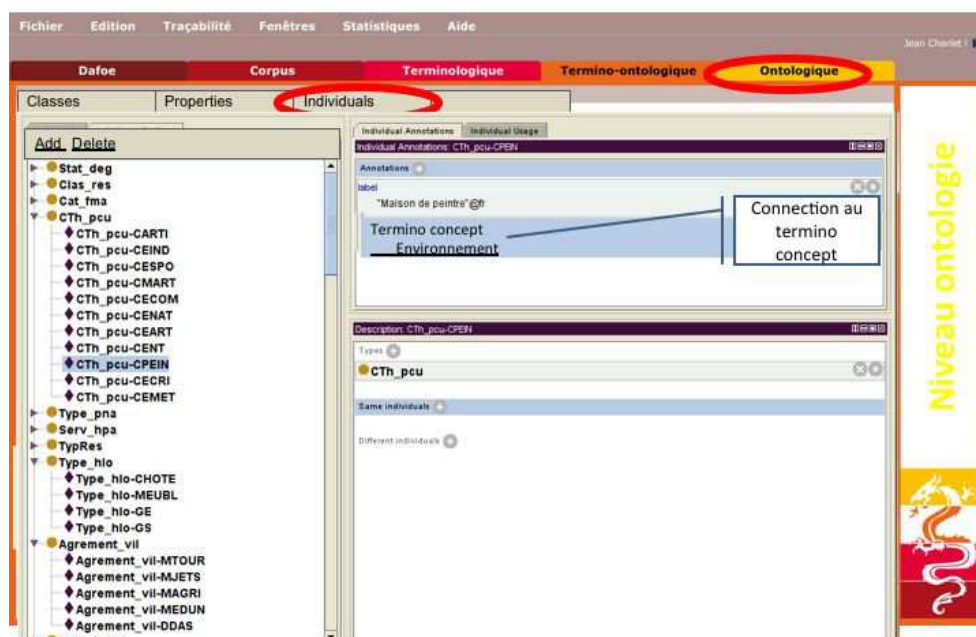 Fichier Edition Traçabilité Fenêtres Statistiques Aide
Jean Charlet
Dafoe Corpus Terminologique Termino-ontologique Ontologique
Classes Properties Individuals
Add Delete
Stat_deg
Clas_res
Cat_fma
CTh_pcu
CTh_pcu-CARTI
CTh_pcu-CEIND
CTh_pcu-CESPO
CTh_pcu-CMART
CTh_pcu-CECOM
CTh_pcu-CENAT
CTh_pcu-CEART
CTh_pcu-CENT
CTh_pcu-CPEIN
CTh_pcu-CECRI
CTh_pcu-CEMET
Type_pna
Serv_hpa
TypRes
Type_hlo
Type_hlo-CHOTE
Type_hlo-MEUBL
Type_hlo-GE
Type_hlo-GS
Agrement_vil
Agrement_vil-MTOUR
Agrement_vil-MJETS
Agrement_vil-MAGRI
Agrement_vil-MEDUN
Agrement_vil-DDAS
Individual Annotations Individual Usage
Individual Annotations: CTh_pcu-CPEIN
Annotations
label
"Maison de peintre"@fr
Termino concept
Environnement
Connection au
termino
concept
Description: CTh_pcu-CPEIN
Types
CTh_pcu
Same individuals
Different individuals
Niveau ontologie